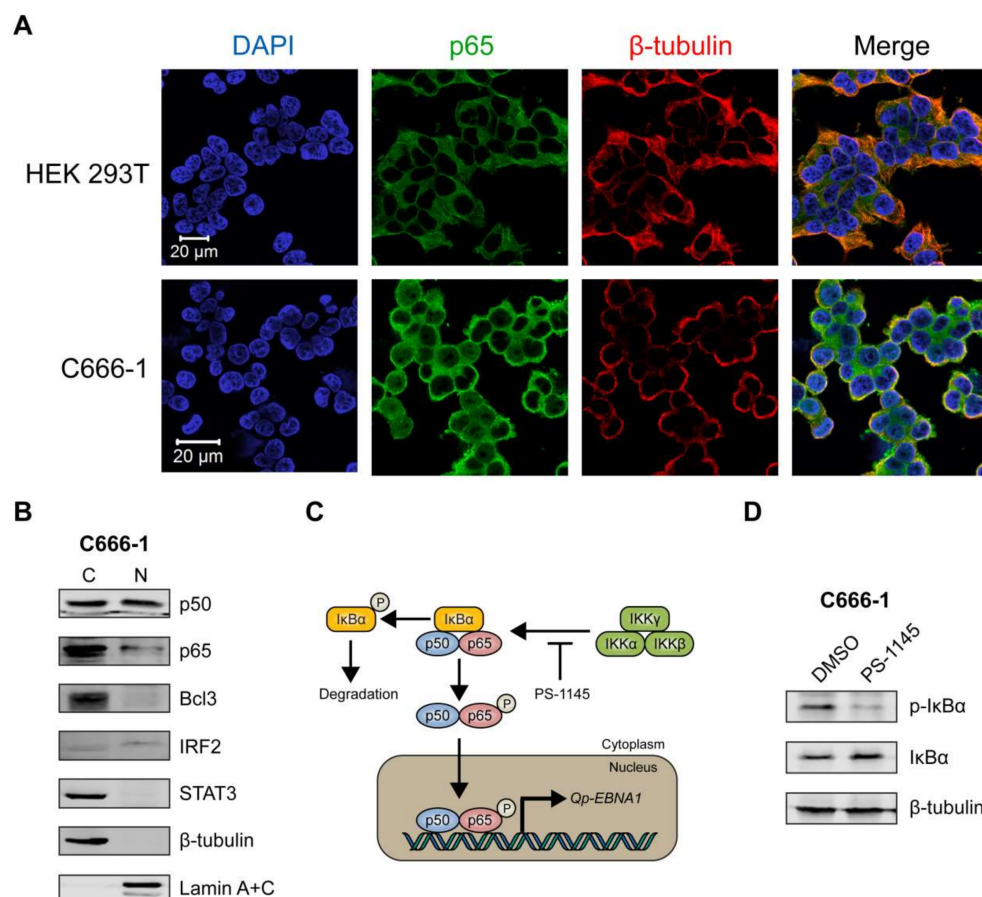 A
DAPI
p65
β-tubulin
Merge
HEK 293T
20 µm
C666-1
20 µm
B
C666-1
C N
p50
p65
Bcl3
IRF2
STAT3
β-tubulin
Lamin A+C
C
P
IκBα
IκBα
p50 p65
IKKγ
IKKα IKKβ
Degradation
PS-1145
p50 p65 P
Cytoplasm
Nucleus
p50 p65 P
Qp-EBNA1
D
C666-1
DMSO
PS-1145
p-IκBα
IκBα
β-tubulin